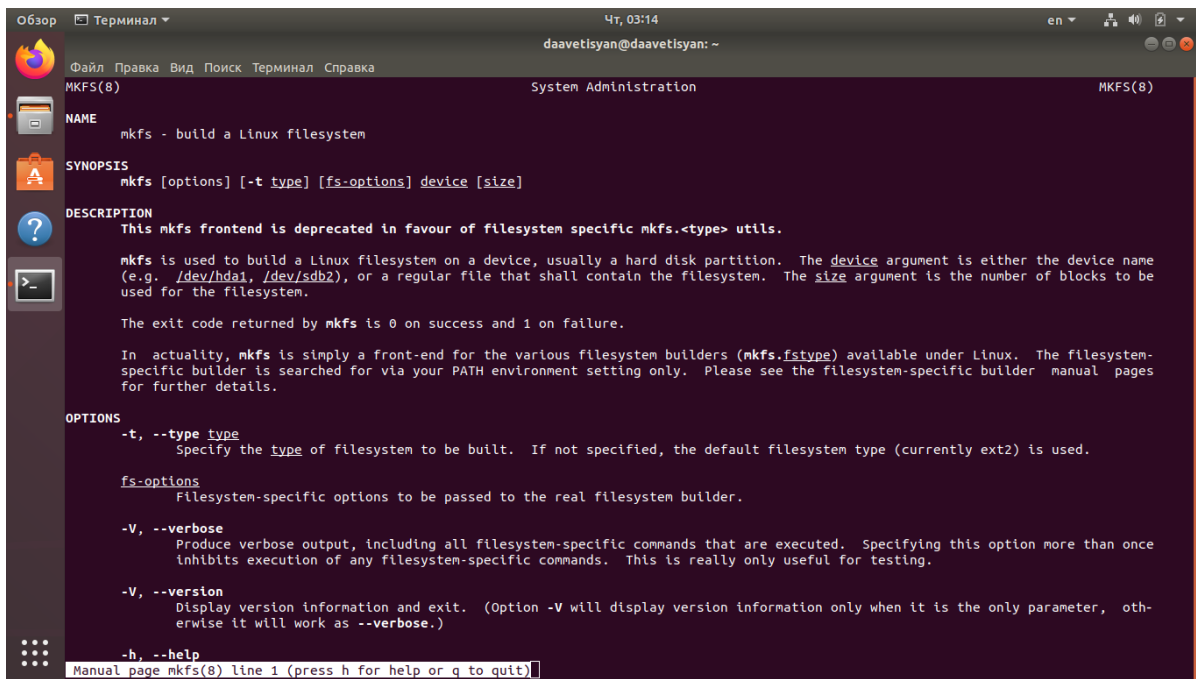 Обзор Терминал Чт, 03:14 en
daavetisyan@daavetisyan: ~
Файл Правка Вид Поиск Терминал Справка
MKFS(8) System Administration MKFS(8)
NAME
mkfs - build a Linux filesystem
SYNOPSIS
mkfs [options] [-t type] [fs-options] device [size]
DESCRIPTION
This mkfs frontend is deprecated in favour of filesystem specific mkfs.<type> utils.
mkfs is used to build a Linux filesystem on a device, usually a hard disk partition. The device argument is either the device name
(e.g. /dev/hda1, /dev/sdb2), or a regular file that shall contain the filesystem. The size argument is the number of blocks to be
used for the filesystem.
The exit code returned by mkfs is 0 on success and 1 on failure.
In actuality, mkfs is simply a front-end for the various filesystem builders (mkfs.fstype) available under Linux. The filesystem-
specific builder is searched for via your PATH environment setting only. Please see the filesystem-specific builder manual pages
for further details.
OPTIONS
-t, --type type
Specify the type of filesystem to be built. If not specified, the default filesystem type (currently ext2) is used.
fs-options
Filesystem-specific options to be passed to the real filesystem builder.
-V, --verbose
Produce verbose output, including all filesystem-specific commands that are executed. Specifying this option more than once
inhibits execution of any filesystem-specific commands. This is really only useful for testing.
-V, --version
Display version information and exit. (Option -V will display version information only when it is the only parameter, oth-
erwise it will work as --verbose.)
-h, --help
Manual page mkfs(8) line 1 (press h for help or q to quit)